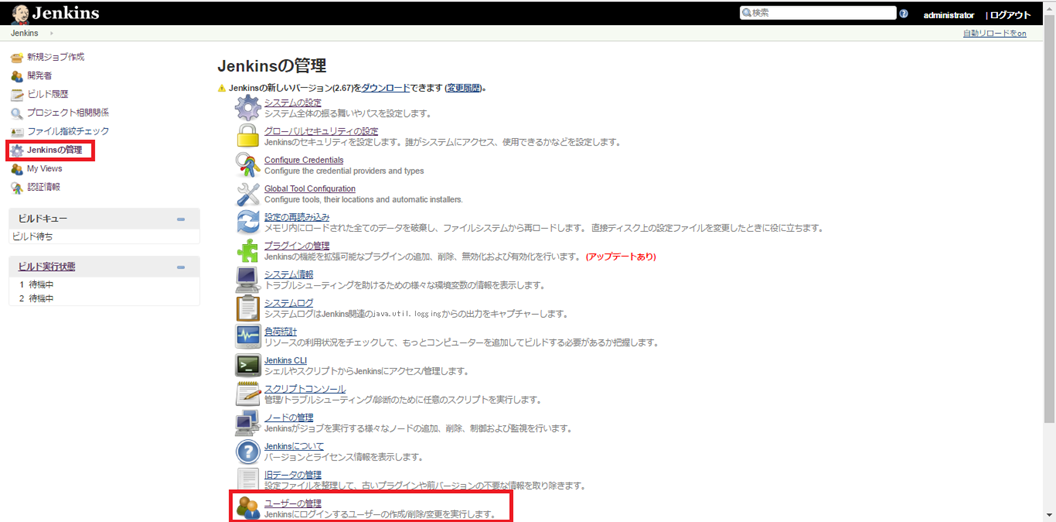 Jenkins
検索
administrator
| ログアウト
Jenkins
自動リロードをon
新規ジョブ作成
開発者
ビルド履歴
プロジェクト相関関係
ファイル指紋チェック
Jenkinsの管理
My Views
認証情報
ビルドキュー
ビルド待ち
ビルド実行状態
1 待機中
2 待機中
Jenkinsの管理
Jenkinsの新しいバージョン(2.67)をダウンロードできます (変更履歴)。
システムの設定
システム全体の振る舞いやパスを設定します。
グローバルセキュリティの設定
Jenkinsのセキュリティを設定します。誰がシステムにアクセス、使用できるかなどを設定します。
Configure Credentials
Configure the credential providers and types
Global Tool Configuration
Configure tools, their locations and automatic installers.
設定の再読み込み
メモリ内にロードされた全てのデータを破棄し、ファイルシステムから再ロードします。 直接ディスク上の設定ファイルを変更したときに役に立ちます。
プラグインの管理
Jenkinsの機能を拡張可能なプラグインの追加、削除、無効化および有効化を行います。 (アップデートあり)
システム情報
トラブルシューティングを助けるための様々な環境変数の情報を表示します。
システムログ
システムログはJenkins関連のjava.util.loggingからの出力をキャプチャーします。
負荷統計
リソースの利用状況をチェックして、もっとコンピューターを追加してビルドする必要があるか把握します。
Jenkins CLI
シェルやスクリプトからJenkinsにアクセス/管理します。
スクリプトコンソール
管理/トラブルシューティング/診断のために任意のスクリプトを実行します。
ノードの管理
Jenkinsがジョブを実行する様々なノードの追加、削除、制御および監視を行います。
Jenkinsについて
バージョンとライセンス情報を表示します。
旧データの管理
設定ファイルを整理して、古いプラグインや前バージョンの不要な情報を取り除きます。
ユーザーの管理
Jenkinsにログインするユーザーの作成/削除/変更を実行します。